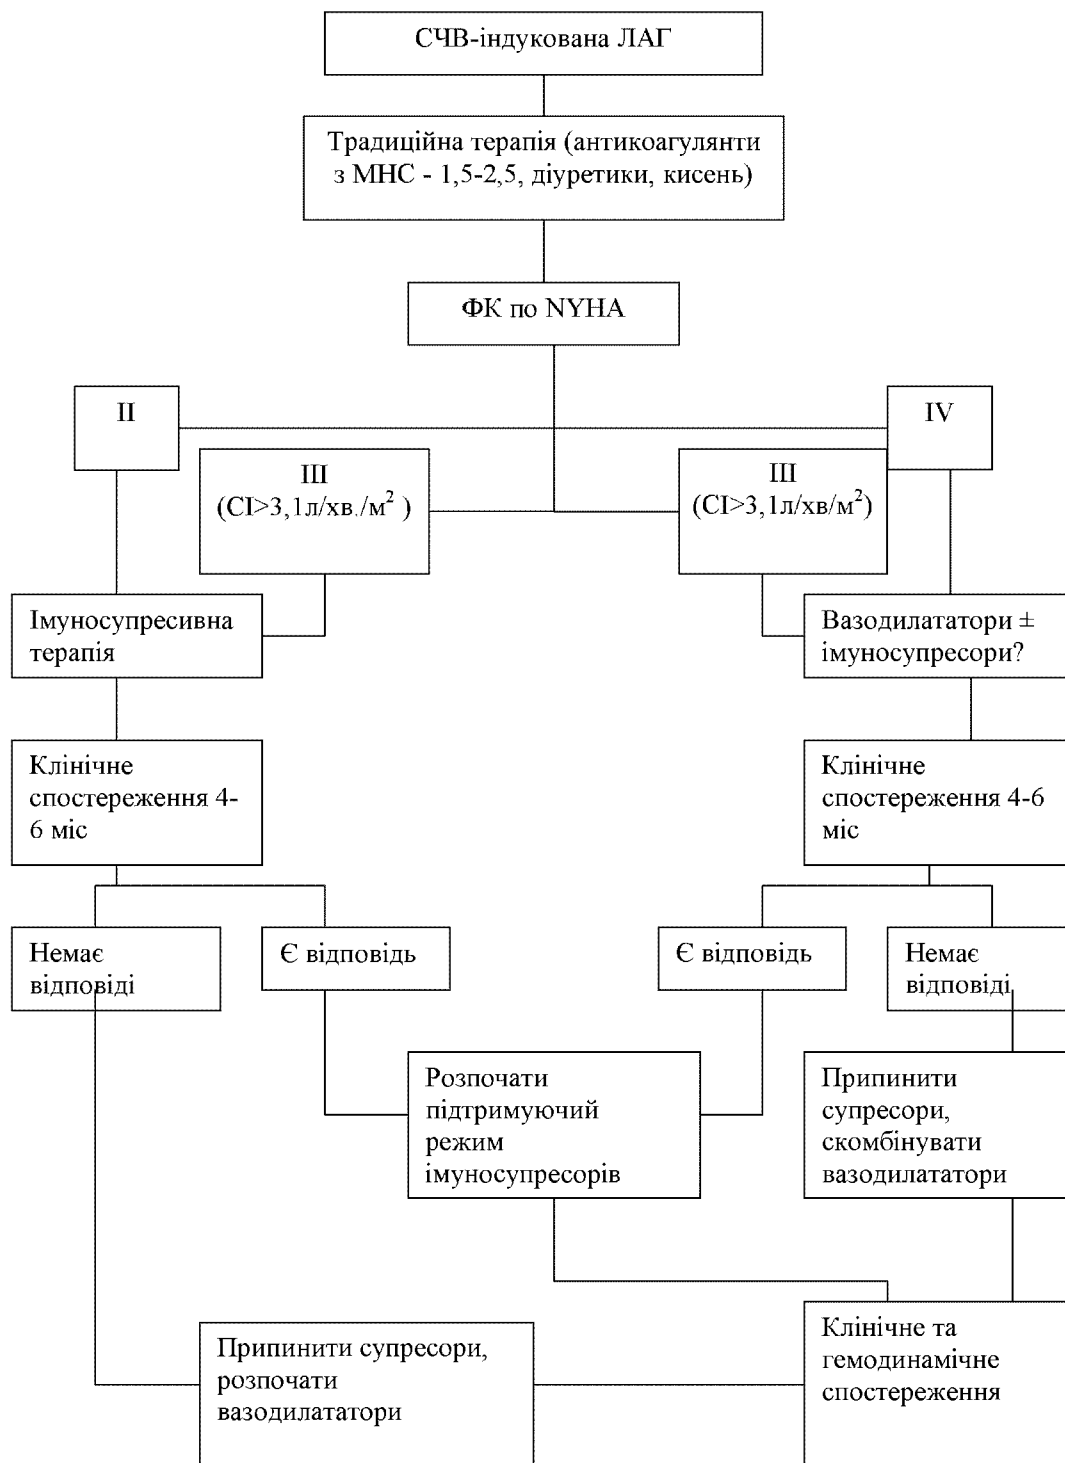 СЧВ-індукована ЛАГ
Традиційна терапія (антикоагулянти
з МНС - 1,5-2,5, діуретики, кисень)
ФК по NYHA
II
IV
III
(CI>3,1л/хв./м²)
III
(CI>3,1л/хв/м²)
Імуносупресивна
терапія
Вазодилататори ±
імуносупресори?
Клінічне
спостереження 4-
6 міс
Клінічне
спостереження 4-6
міс
Немає
відповіді
Є відповідь
Є відповідь
Немає
відповіді
Розпочати
підтримуючий
режим
імуносупресорів
Припинити
супресори,
скомбінувати
вазодилататори
Припинити супресори,
розпочати
вазодилататори
Клінічне та
гемодинамічне
спостереження